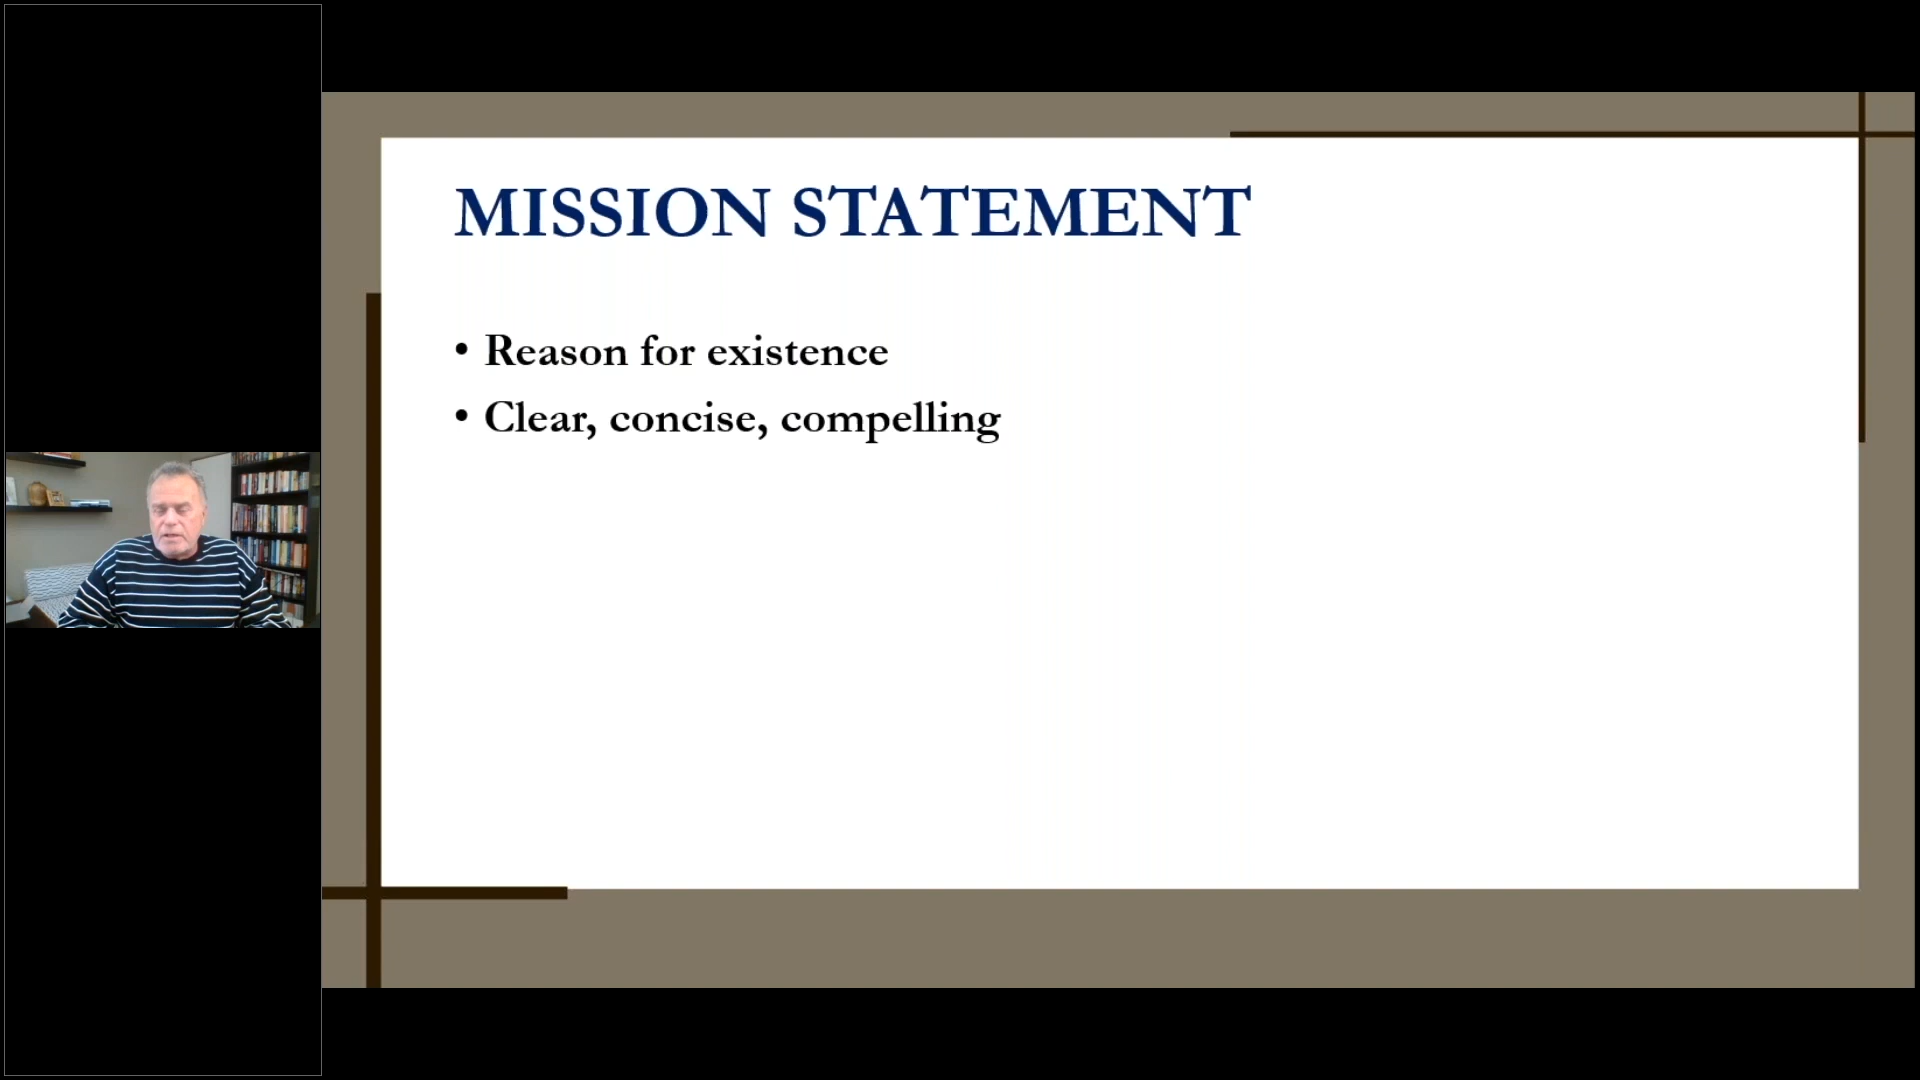 MISSION STATEMENT
• Reason for existence
• Clear, concise, compelling